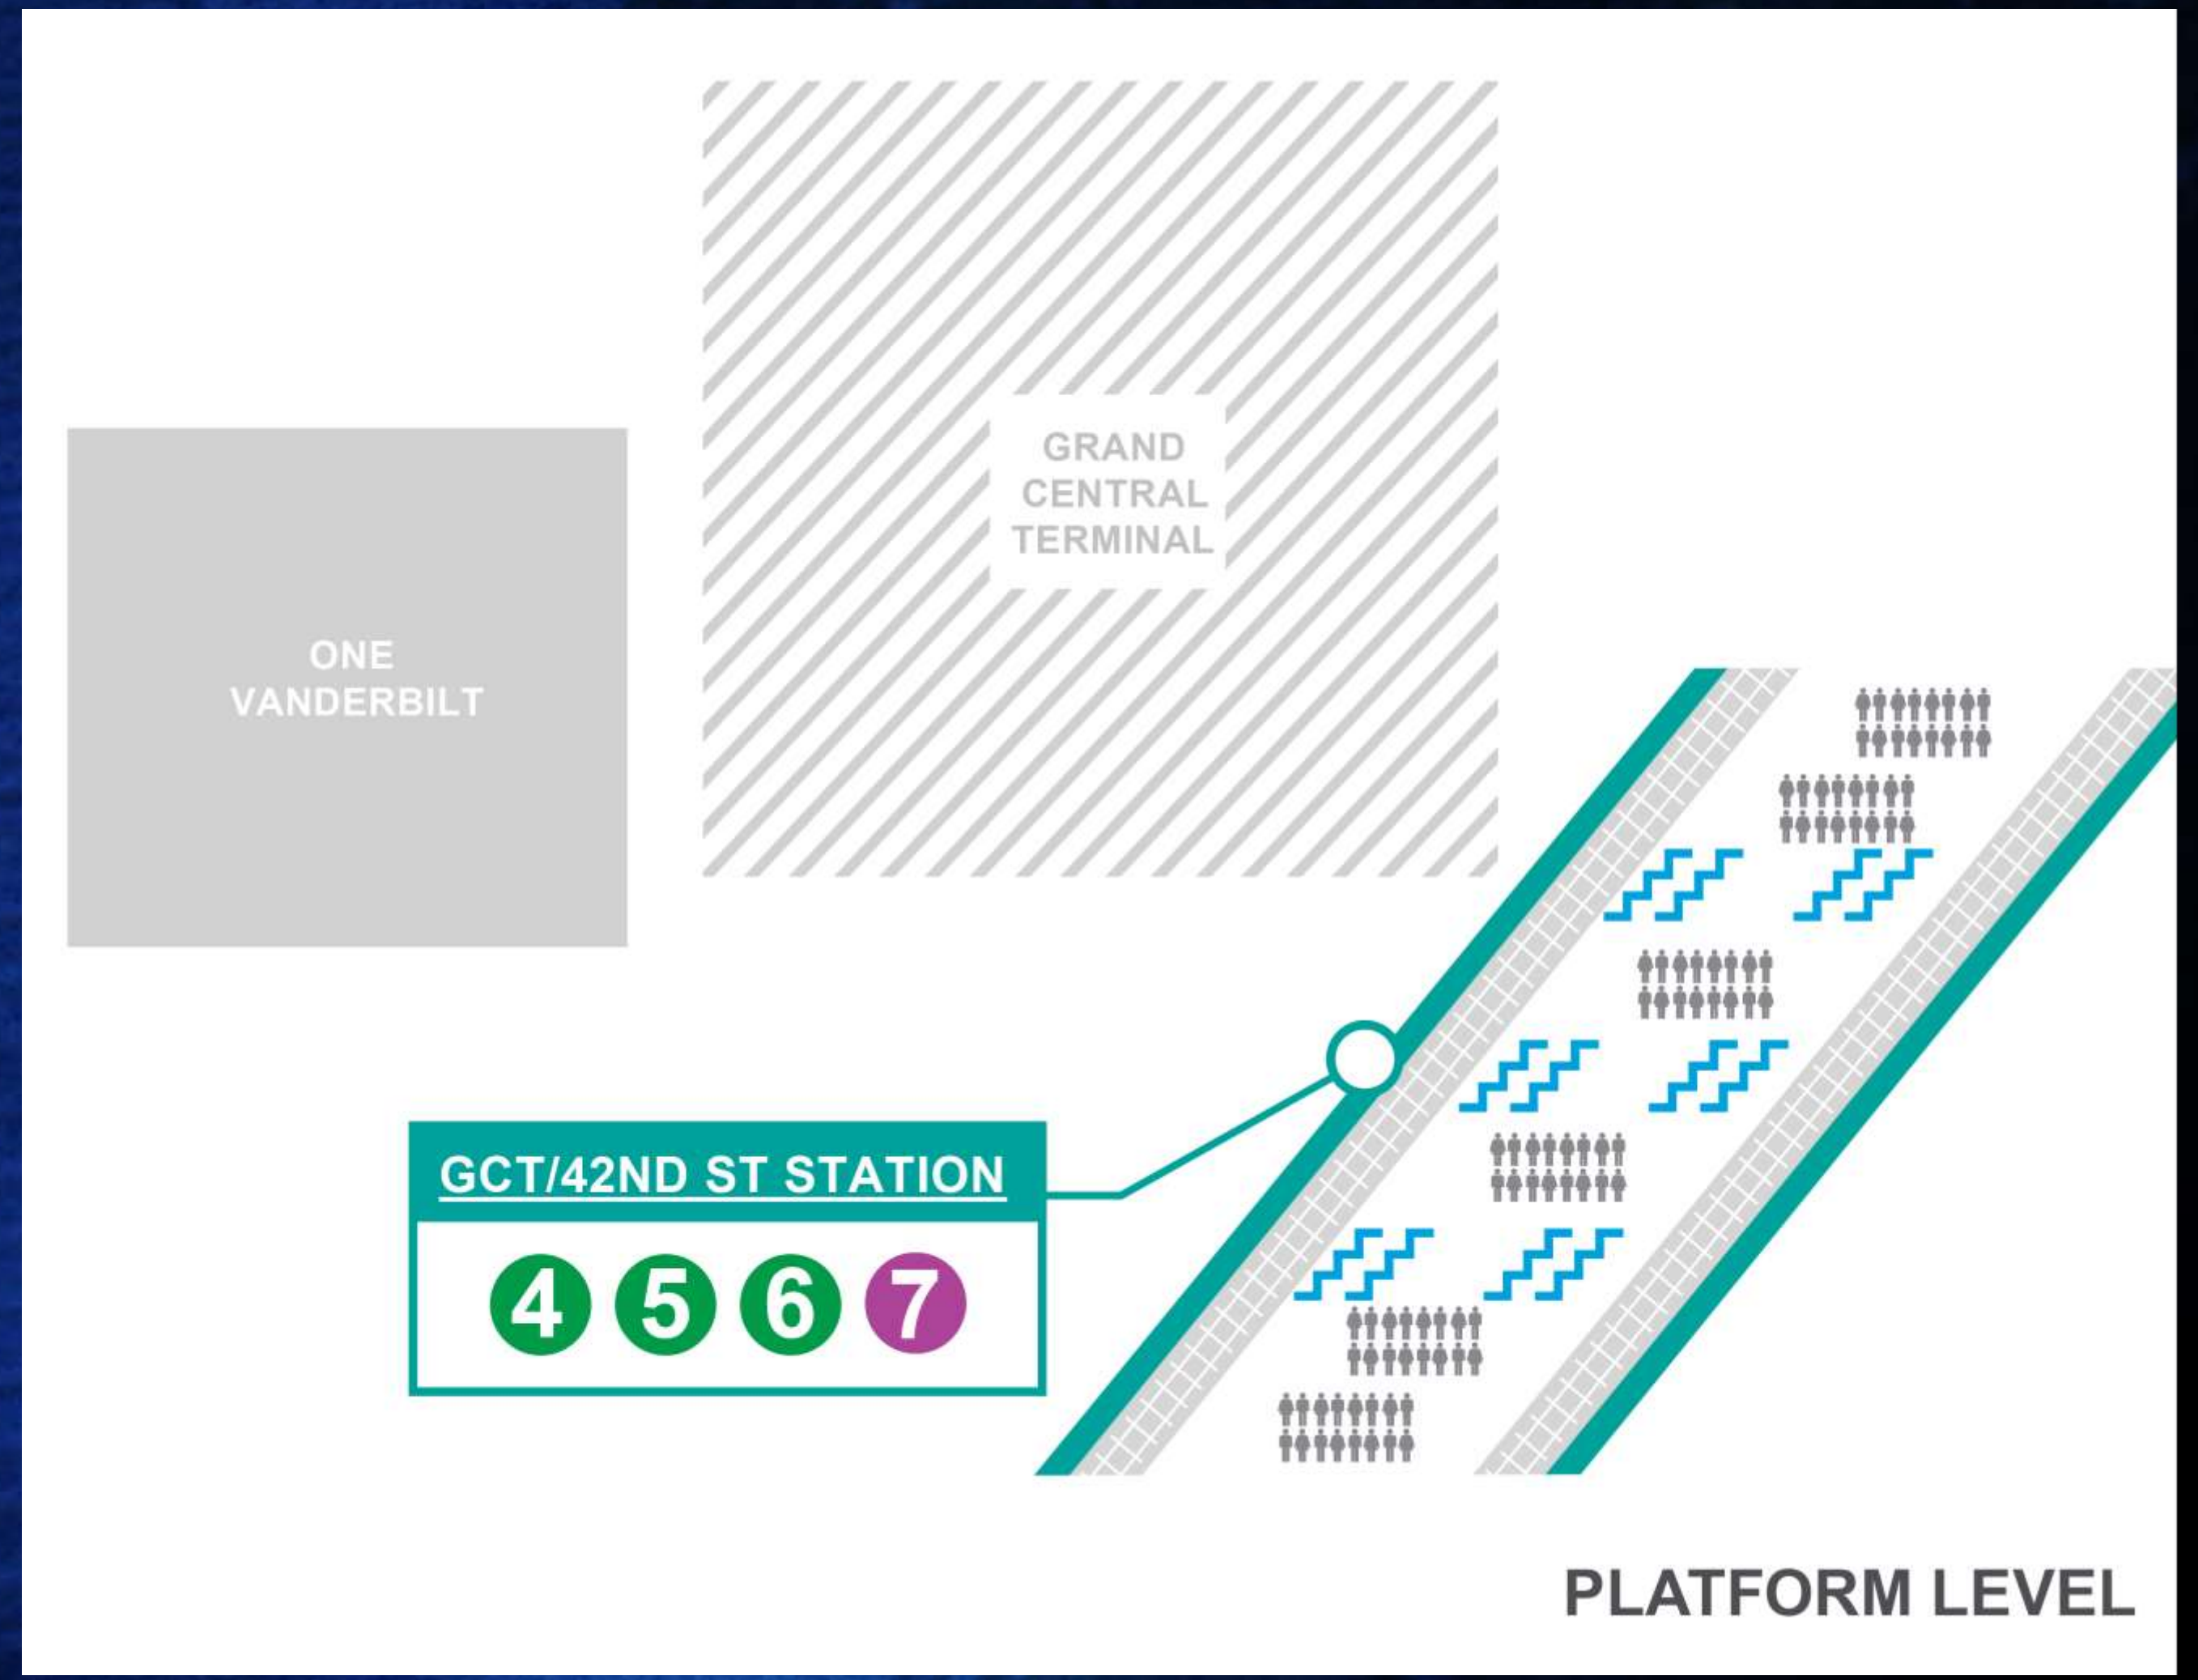 GRAND
CENTRAL
TERMINAL
ONE
VANDERBILT
GCT/42ND ST STATION
4 5 6 7
PLATFORM LEVEL